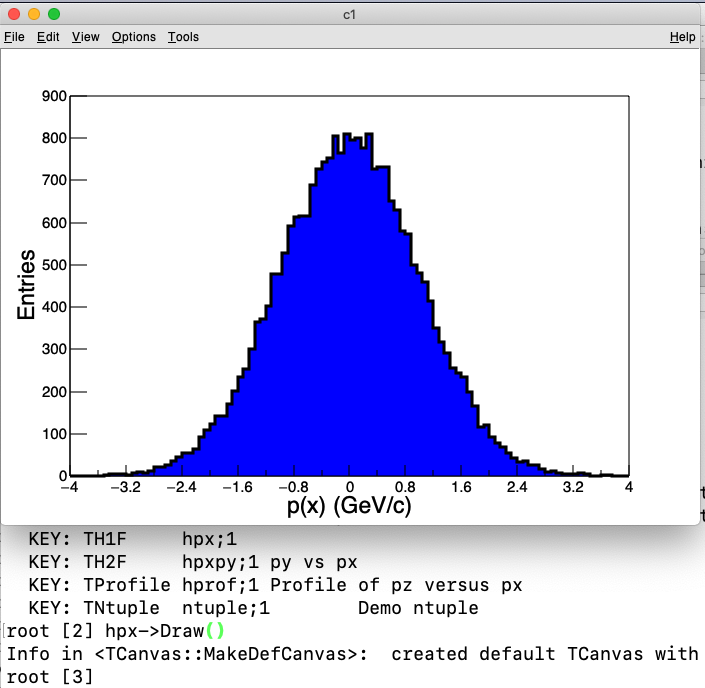 c1
File Edit View Options Tools Help
900
800
700
600
500
400
300
200
100
0
Entries
−4 −3.2 −2.4 −1.6 −0.8 0 0.8 1.6 2.4 3.2 4
p(x) (GeV/c)
KEY: TH1F hpx;1
KEY: TH2F hpxpy;1 py vs px
KEY: TProfile hprof;1 Profile of pz versus px
KEY: TNtuple ntuple;1 Demo ntuple
root [2] hpx->Draw()
Info in <TCanvas::MakeDefCanvas>: created default TCanvas with
root [3]